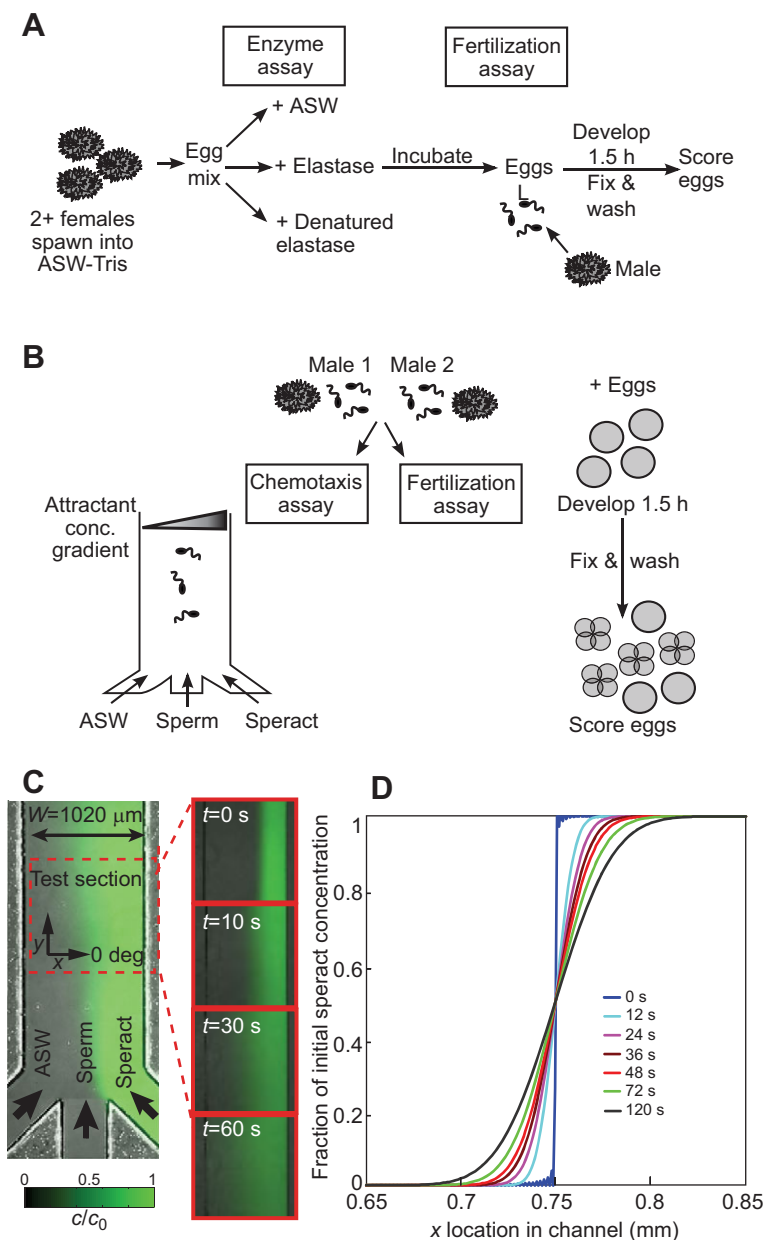 A
Enzyme
assay
Fertilization
assay
+ ASW
Egg
mix
+ Elastase
Incubate
Eggs
Develop
1.5 h
Fix &
wash
Score
eggs
2+ females
spawn into
ASW-Tris
+ Denatured
elastase
Male
B
Male 1
Male 2
+ Eggs
Chemotaxis
assay
Fertilization
assay
Attractant
conc.
gradient
Develop 1.5 h
Fix & wash
ASW
Sperm
Speract
Score eggs
C
W=1020 μm
Test section
y
x
0 deg
ASW
Sperm
Speract
0
0.5
1
c/c0
t=0 s
t=10 s
t=30 s
t=60 s
D
Fraction of initial speract concentration
1
0.8
0.6
0.4
0.2
0
0 s
12 s
24 s
36 s
48 s
72 s
120 s
0.65
0.7
0.75
0.8
0.85
x location in channel (mm)